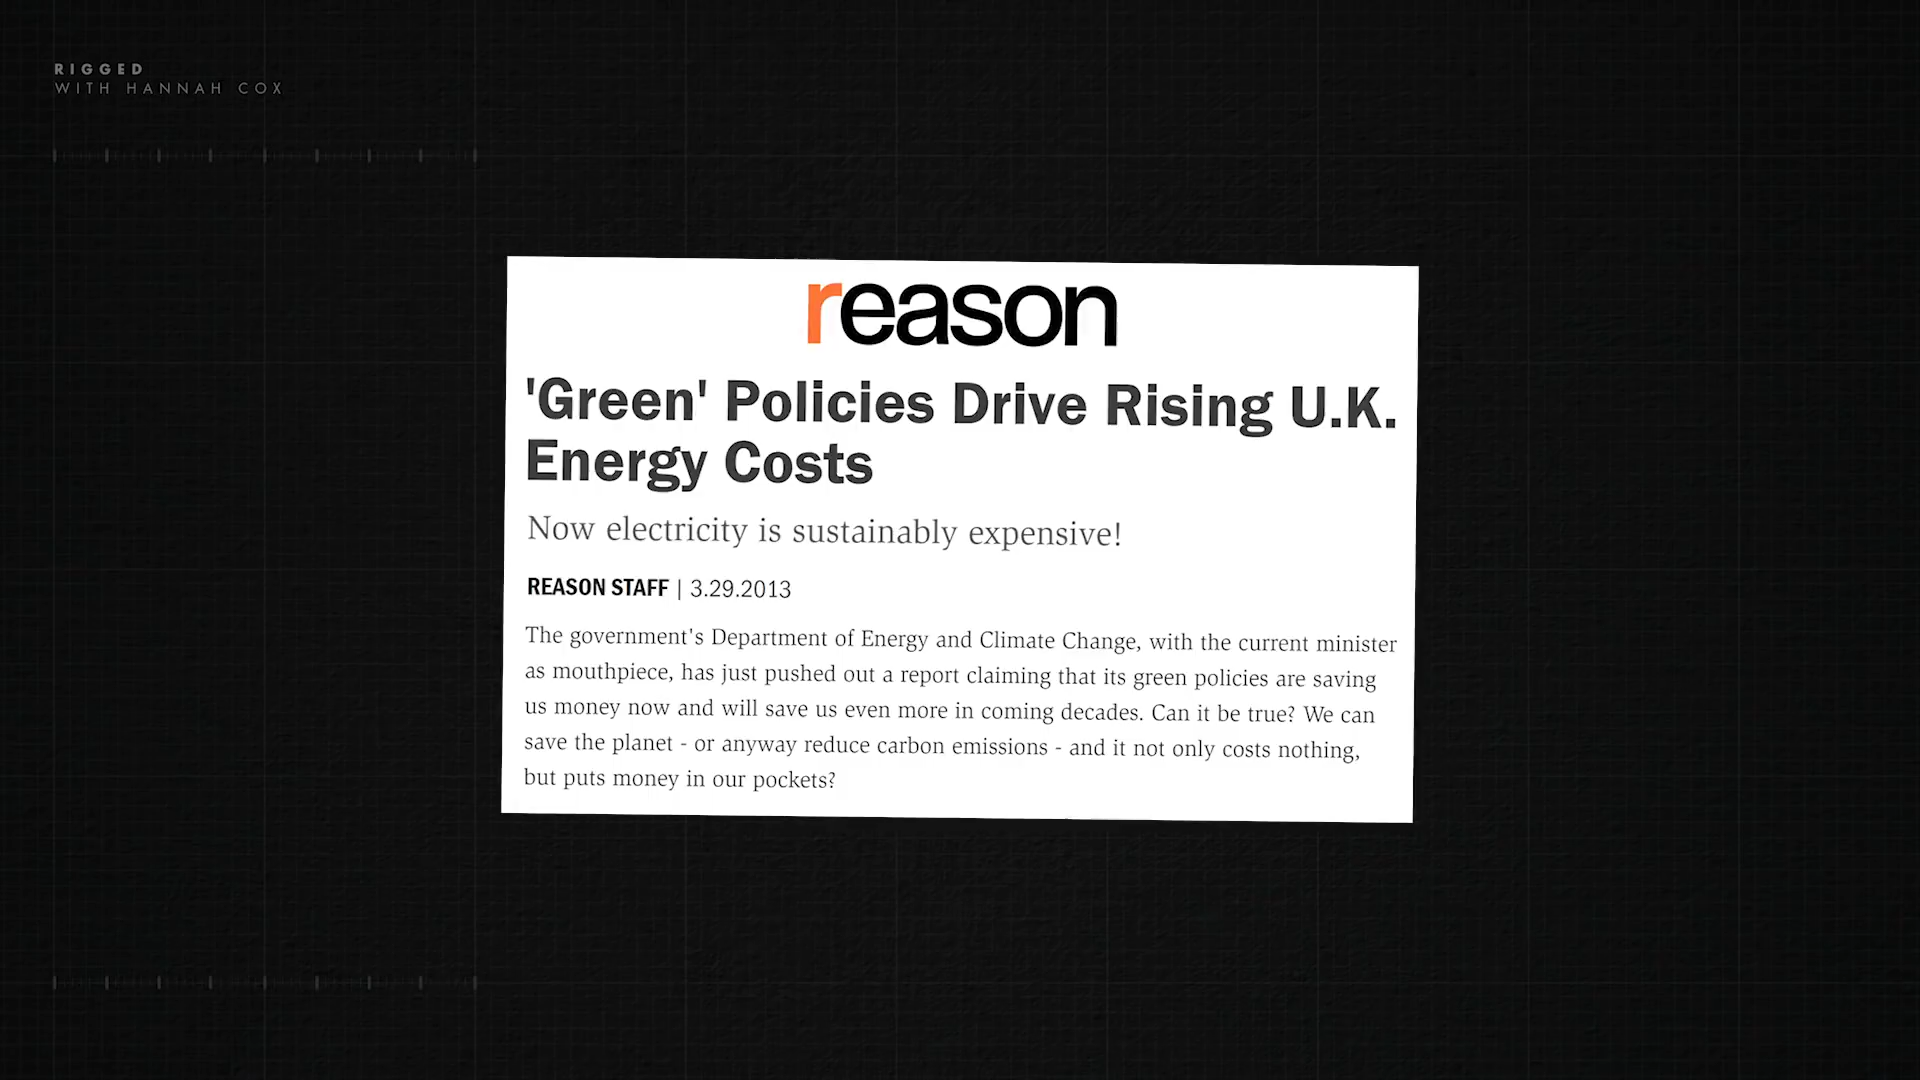 RIGGED
WITH HANNAH COX
reason
'Green' Policies Drive Rising U.K.
Energy Costs
Now electricity is sustainably expensive!
REASON STAFF | 3.29.2013
The government's Department of Energy and Climate Change, with the current minister
as mouthpiece, has just pushed out a report claiming that its green policies are saving
us money now and will save us even more in coming decades. Can it be true? We can
save the planet - or anyway reduce carbon emissions - and it not only costs nothing,
but puts money in our pockets?